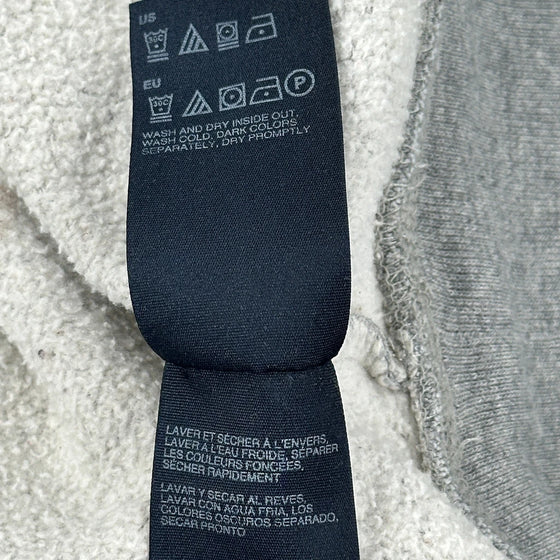 US
30C
EU
30C P
WASH AND DRY INSIDE OUT,
WASH COLD, DARK COLORS
SEPARATELY, DRY PROMPTLY
LAVER ET SÉCHER À L'ENVERS,
LAVER À L'EAU FROIDE, SÉPARER
LES COULEURS FONCÉES,
SÉCHER RAPIDEMENT
LAVAR Y SECAR AL REVES,
LAVAR CON AGUA FRIA, LOS
COLORES OSCUROS SEPARADO,
SECAR PRONTO